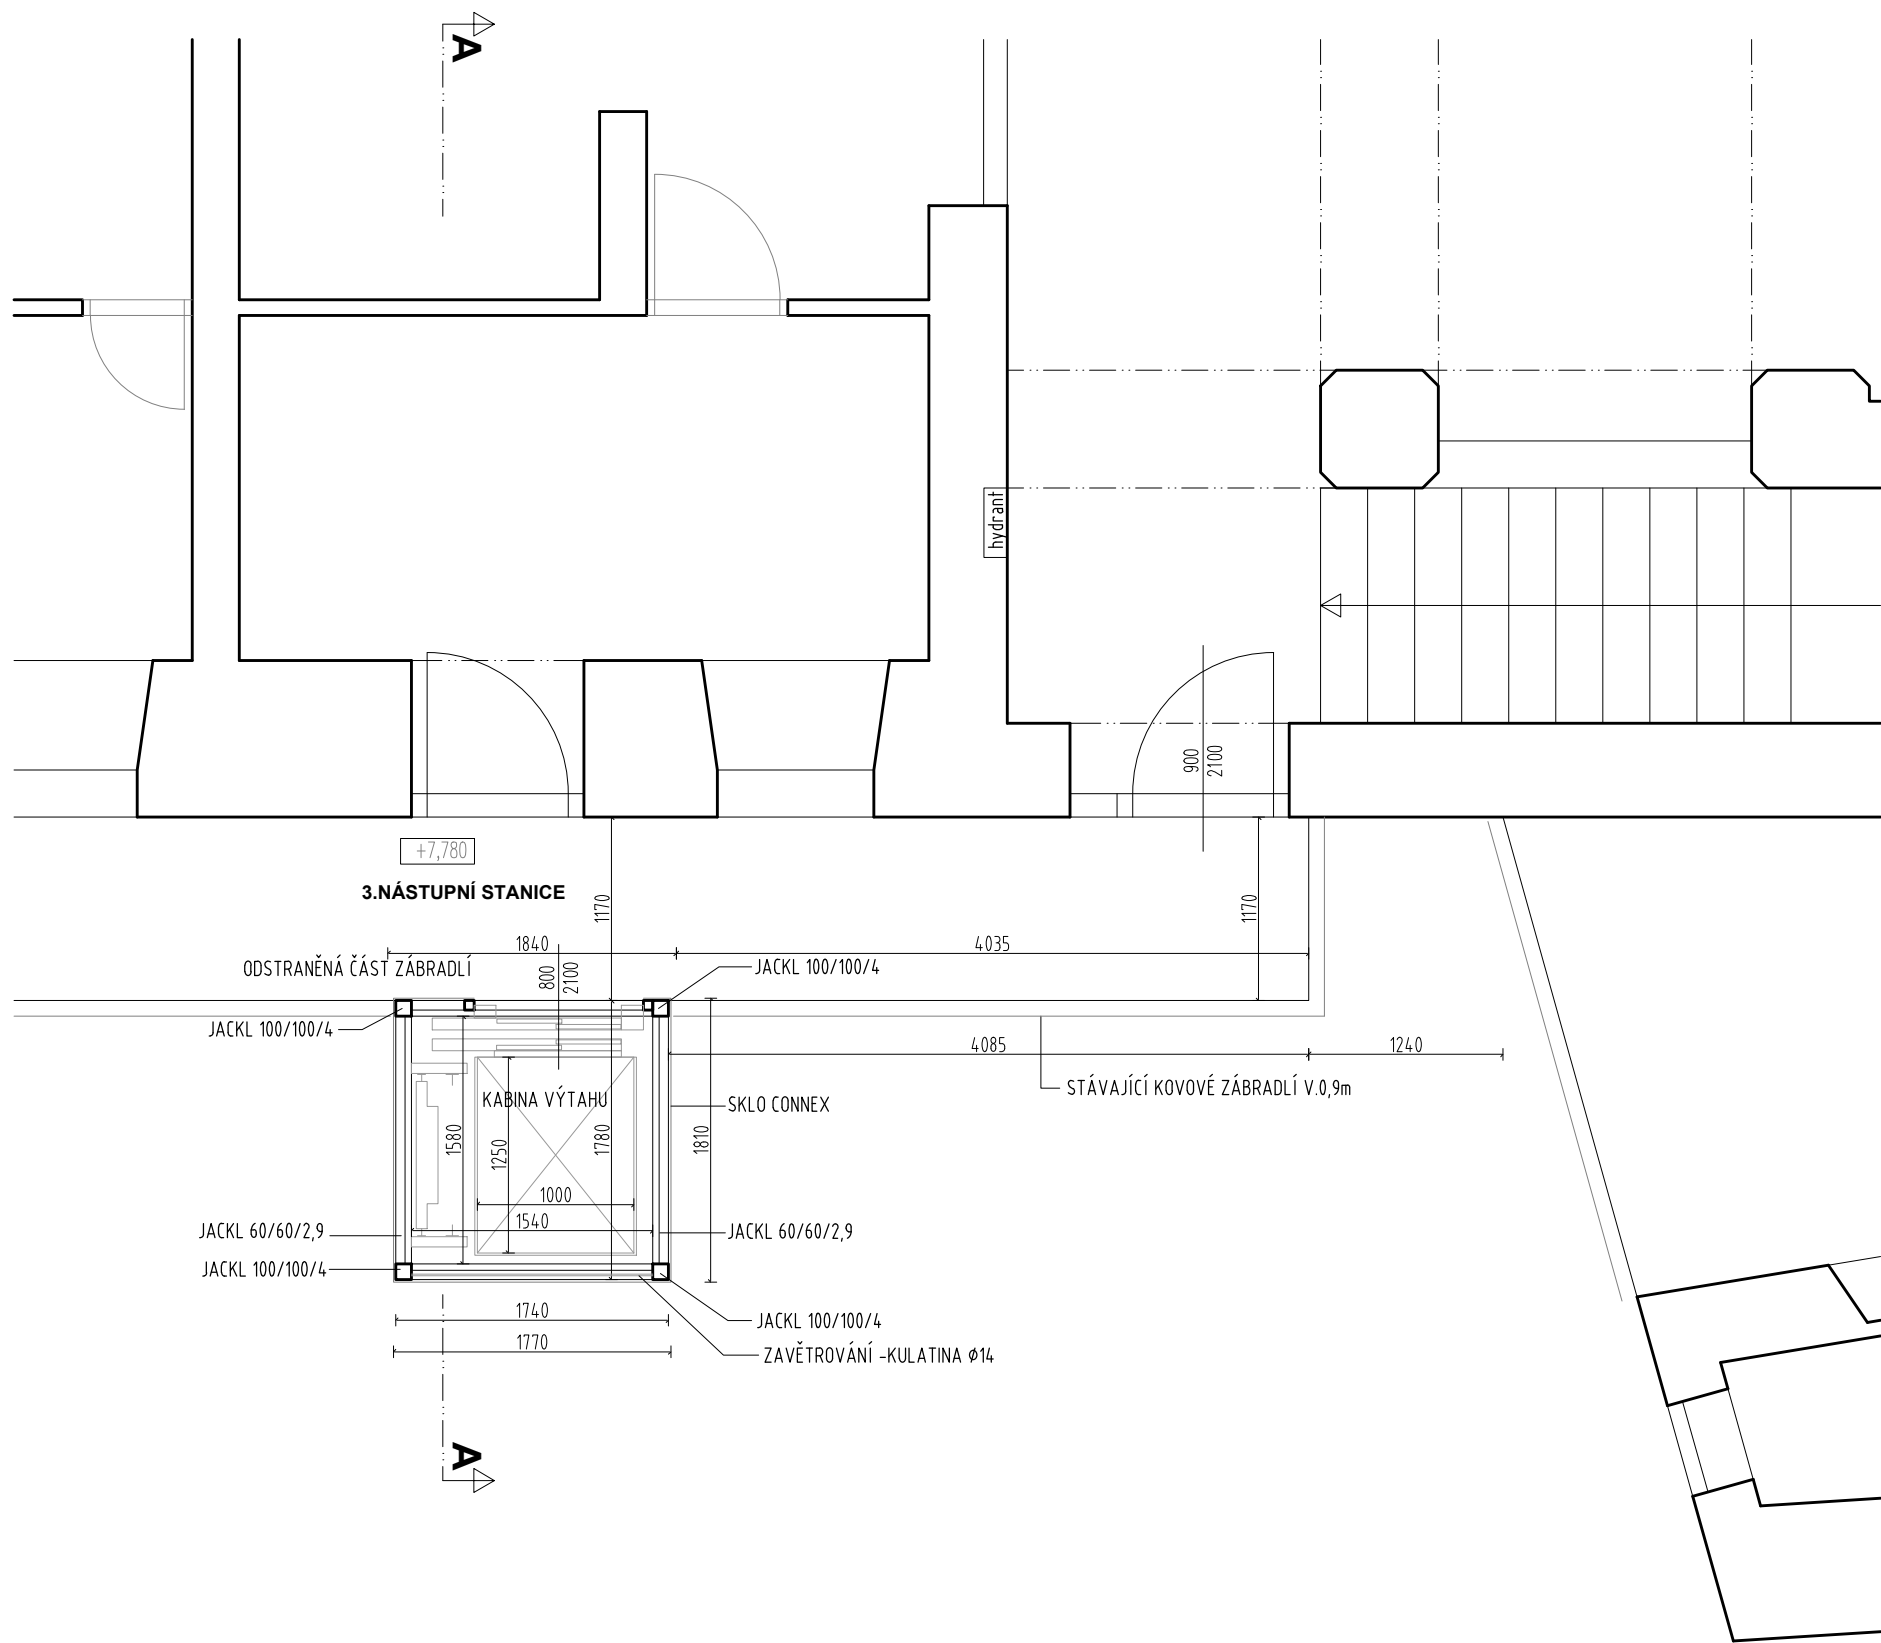 A
hydrant
900
2100
+7,780
3.NÁSTUPNÍ STANICE
1170
1170
1840
4035
ODSTRANĚNÁ ČÁST ZÁBRADLÍ
800
2100
JACKL 100/100/4
JACKL 100/100/4
4085
1240
STÁVAJÍCÍ KOVOVÉ ZÁBRADLÍ V.0,9m
KABINA VÝTAHU
SKLO CONNEX
1580
1250
1780
1810
1000
1540
JACKL 60/60/2,9
JACKL 60/60/2,9
JACKL 100/100/4
1740
JACKL 100/100/4
1770
ZAVĚTROVÁNÍ -KULATINA ϕ14
A